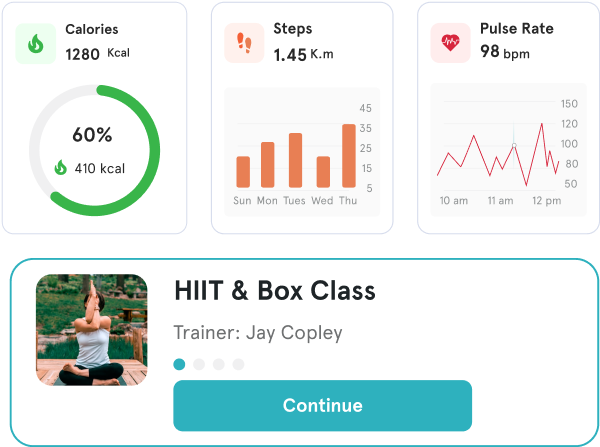 Calories
1280 Kcal
60%
410 kcal
Steps
1.45 K.m
45
35
25
15
5
Sun Mon Tues Wed Thu
Pulse Rate
98 bpm
150
120
100
80
50
10 am 11 am 12 pm
HIIT & Box Class
Trainer: Jay Copley
Continue